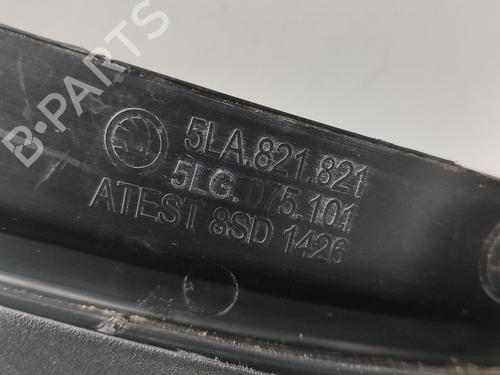 B-PARTS
5LA.821.821
5LG.075.101
ATEST 8SD 1426